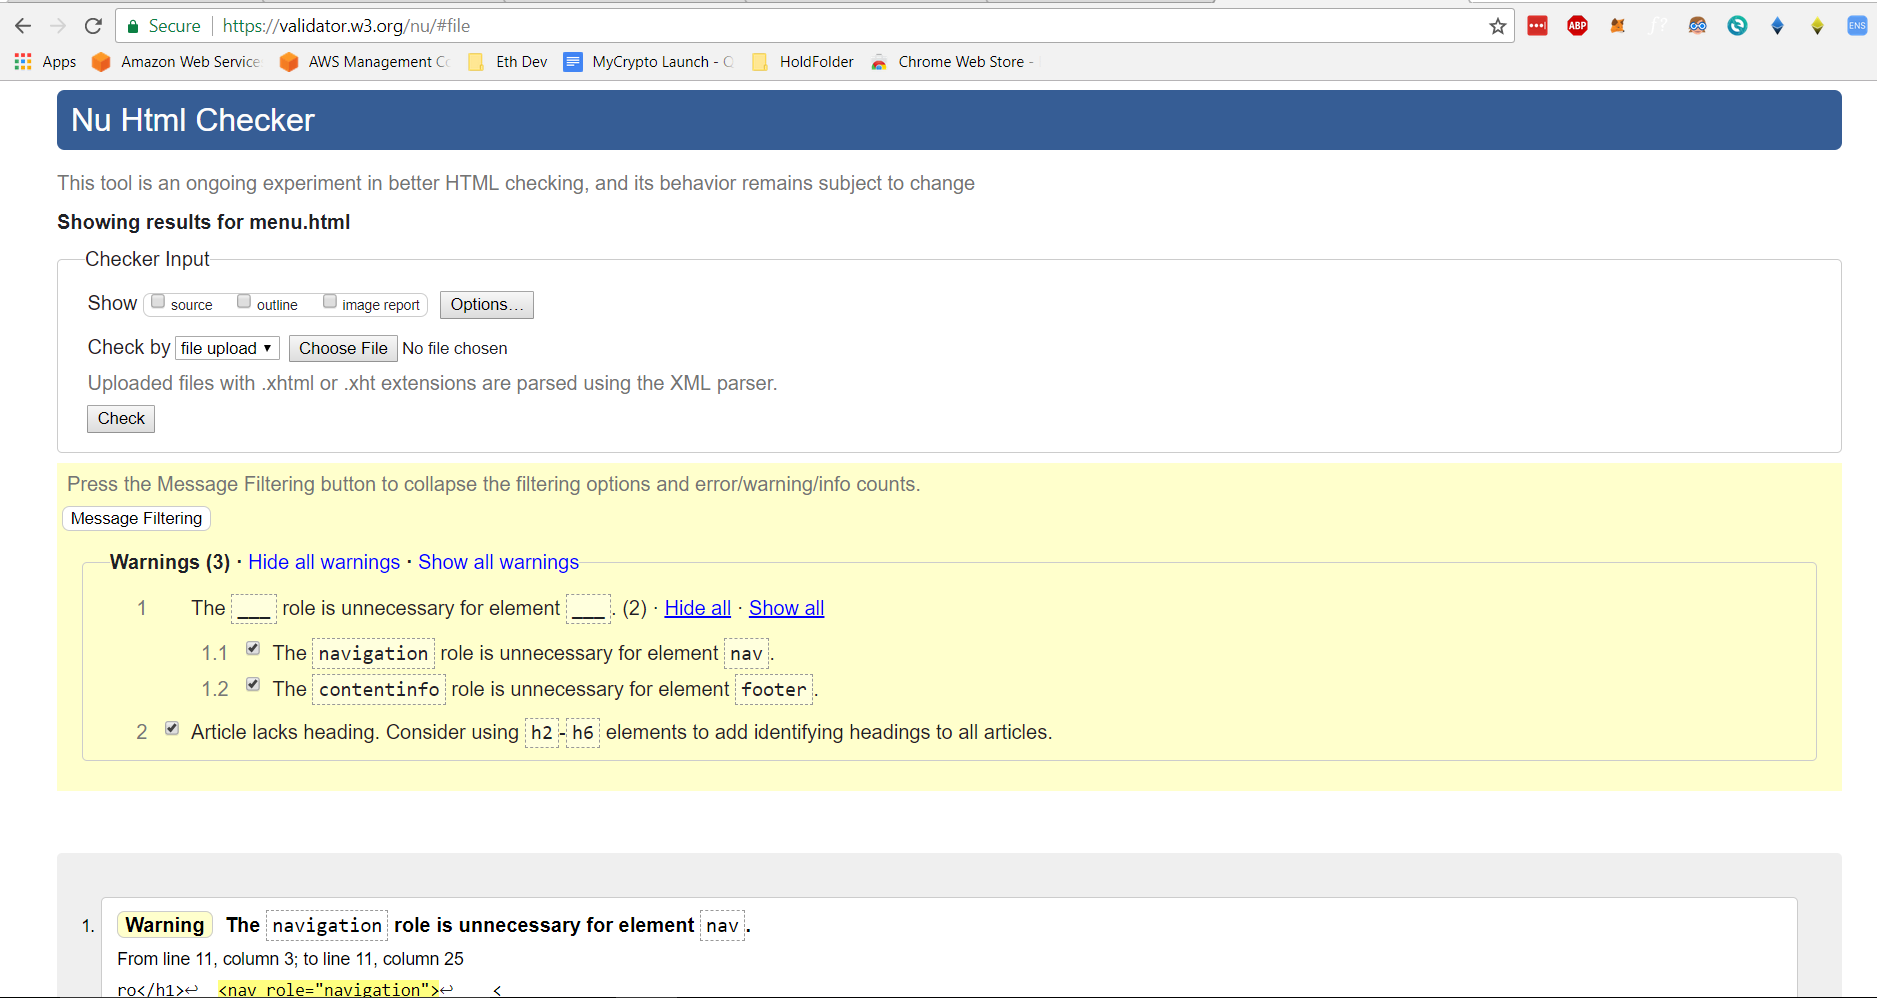 Secure https://validator.w3.org/nu/#file
ABP
ENS
Apps Amazon Web Service AWS Management Eth Dev MyCrypto Launch - HoldFolder Chrome Web Store -
Nu Html Checker
This tool is an ongoing experiment in better HTML checking, and its behavior remains subject to change
Showing results for menu.html
Checker Input
Show source outline image report Options…
Check by file upload Choose File No file chosen
Uploaded files with .xhtml or .xht extensions are parsed using the XML parser.
Check
Press the Message Filtering button to collapse the filtering options and error/warning/info counts.
Message Filtering
Warnings (3) · Hide all warnings · Show all warnings
1 The ___ role is unnecessary for element ___. (2) · Hide all · Show all
1.1 The navigation role is unnecessary for element nav.
1.2 The contentinfo role is unnecessary for element footer.
2 Article lacks heading. Consider using h2-h6 elements to add identifying headings to all articles.
1. Warning The navigation role is unnecessary for element nav.
From line 11, column 3; to line 11, column 25
ro</h1>↩ <nav role="navigation">↩ <